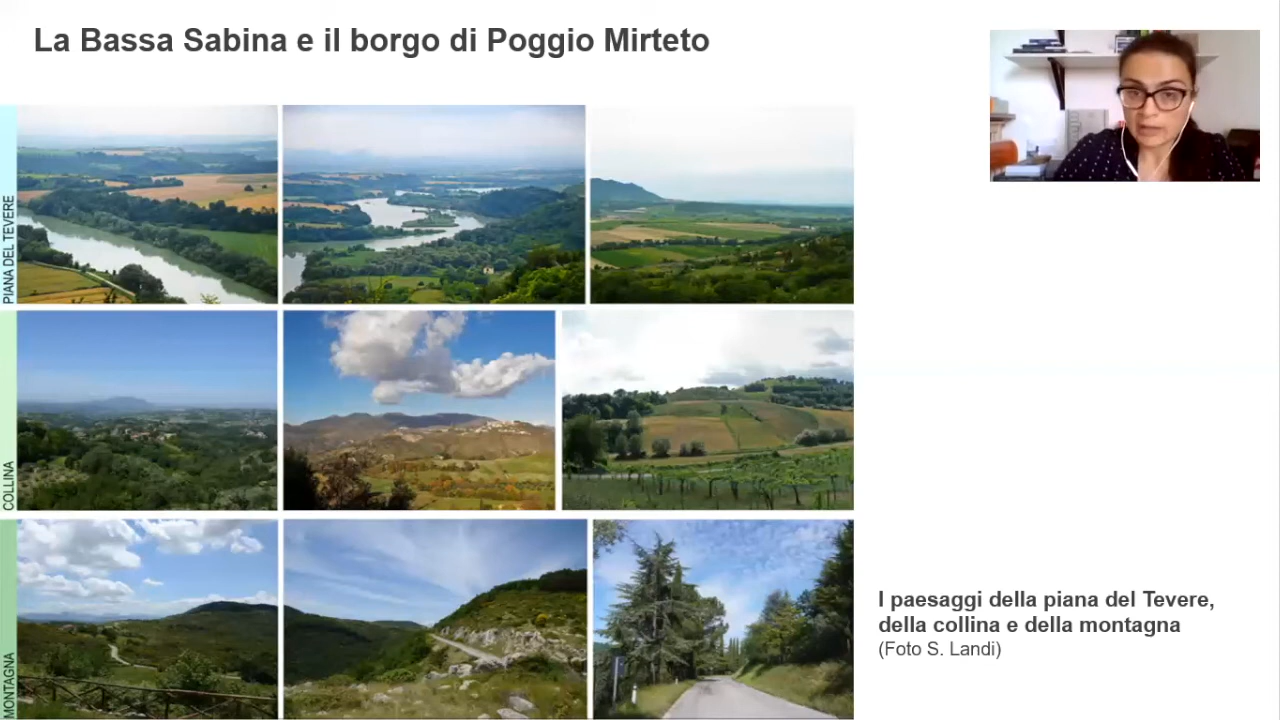 La Bassa Sabina e il borgo di Poggio Mirteto
PIANA DEL TEVERE
COLLINA
MONTAGNA
I paesaggi della piana del Tevere,
della collina e della montagna
(Foto S. Landi)